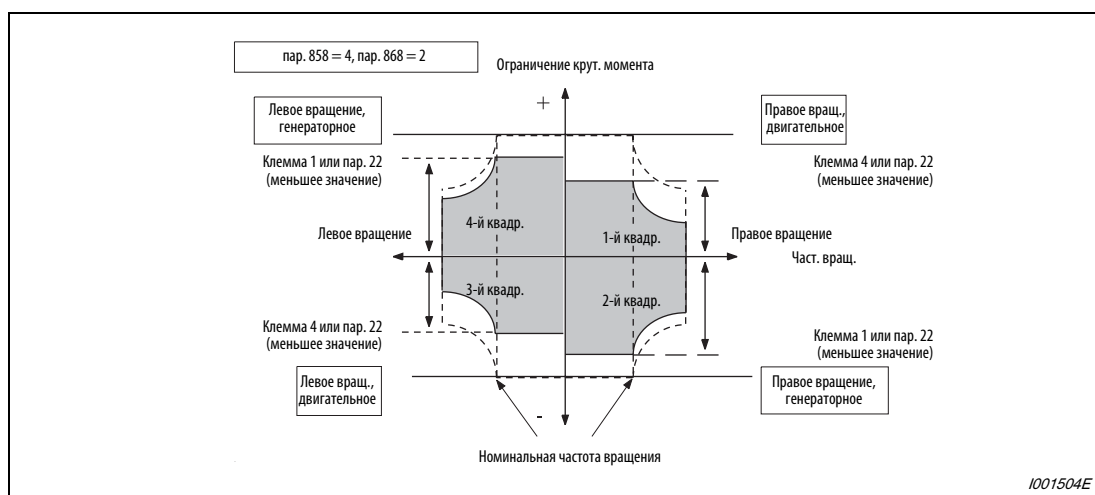 пар. 858 = 4, пар. 868 = 2
Ограничение крут. момента
+
Левое вращение,
генераторное
Правое вращ.,
двигательное
Клемма 1 или пар. 22
(меньшее значение)
Клемма 4 или пар. 22
(меньшее значение)
4-й квадр.
Левое вращение
1-й квадр.
Правое вращение
Част. вращ.
3-й квадр.
2-й квадр.
Клемма 4 или пар. 22
(меньшее значение)
Клемма 1 или пар. 22
(меньшее значение)
Левое вращ.,
двигательное
Правое вращение,
генераторное
-
Номинальная частота вращения
I001504E